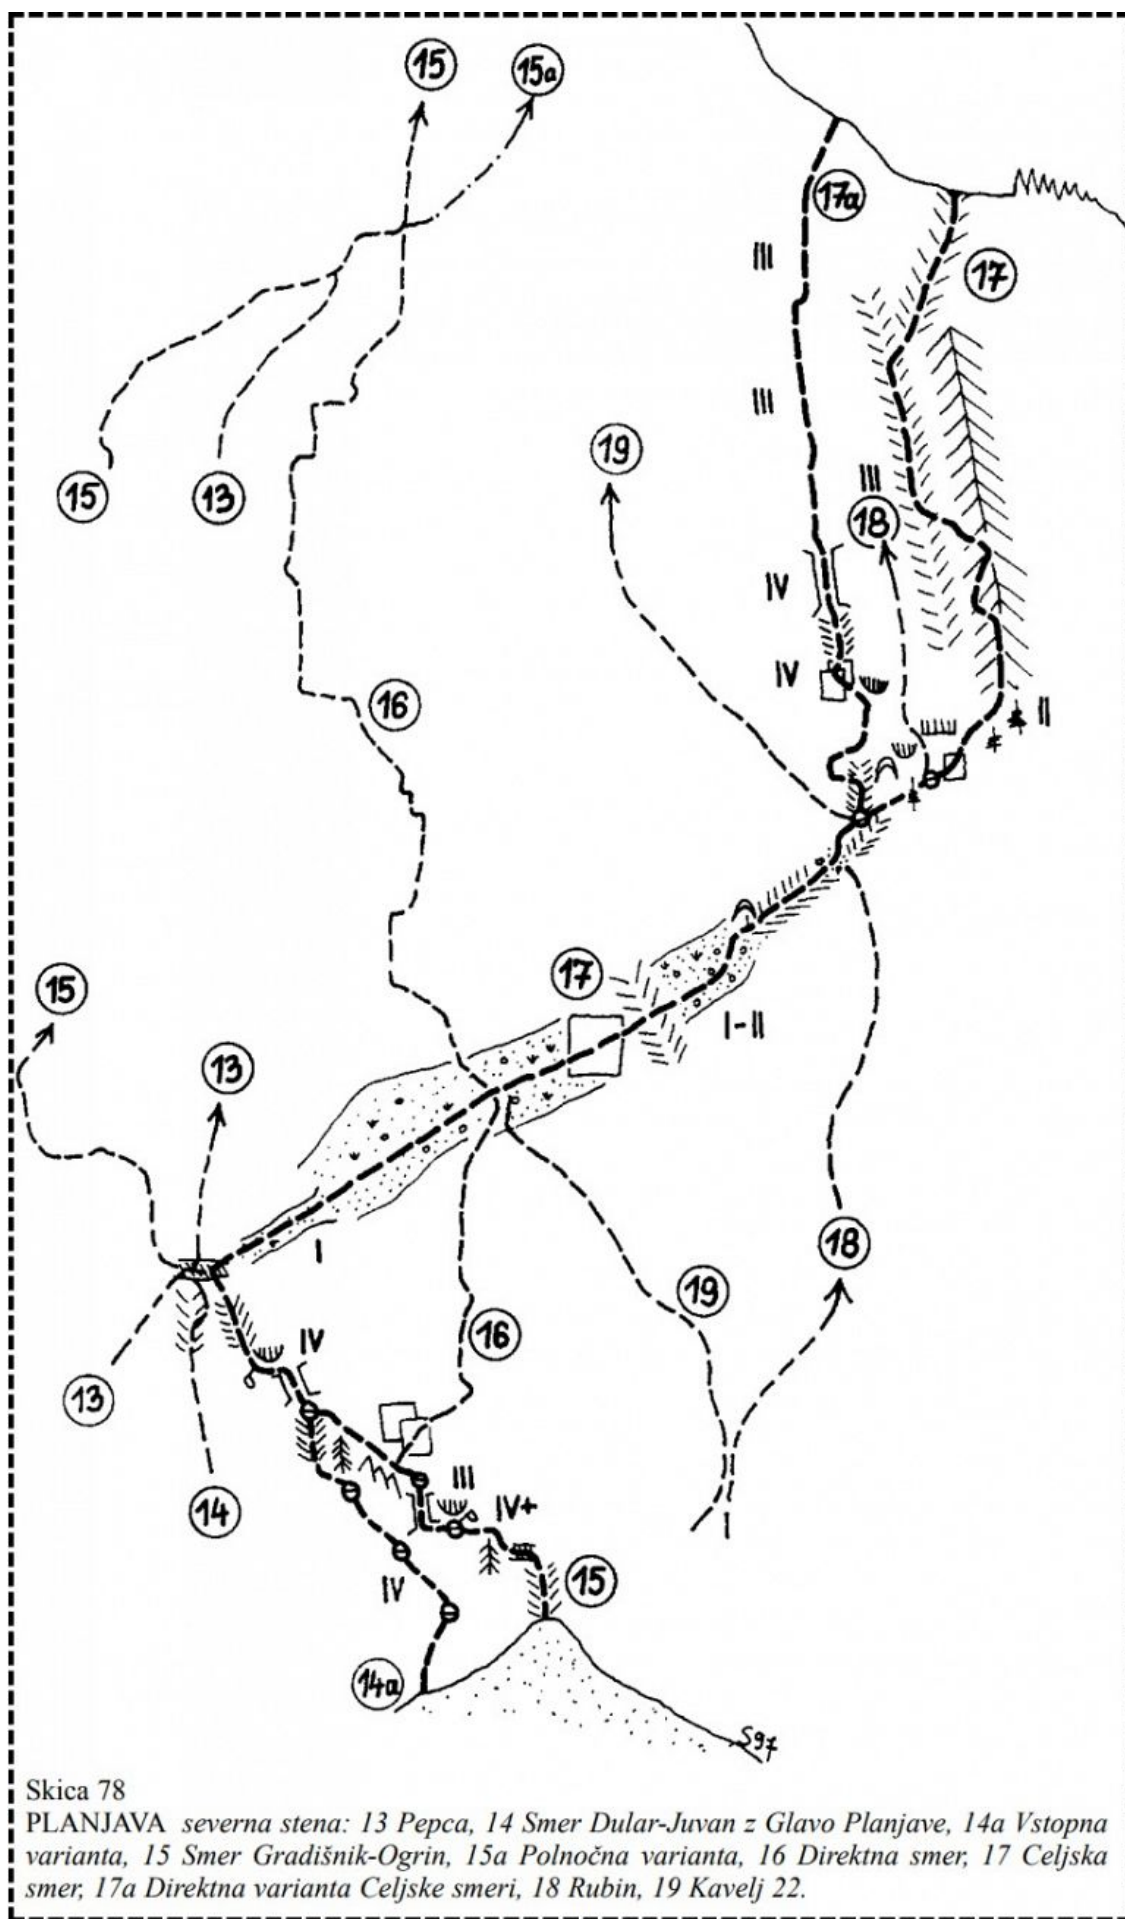 15
15a
17a
III
17
III
19
15
13
III
18
IV
IV
16
II
17
15
I-II
13
I
18
19
IV
16
13
14
III
IV+
15
IV
14a
S97
Skica 78
PLANJAVA severna stena: 13 Pepca, 14 Smer Dular-Juvan z Glavo Planjave, 14a Vstopna
varianta, 15 Smer Gradišnik-Ogrin, 15a Polnočna varianta, 16 Direktna smer, 17 Celjska
smer, 17a Direktna varianta Celjske smeri, 18 Rubin, 19 Kavelj 22.